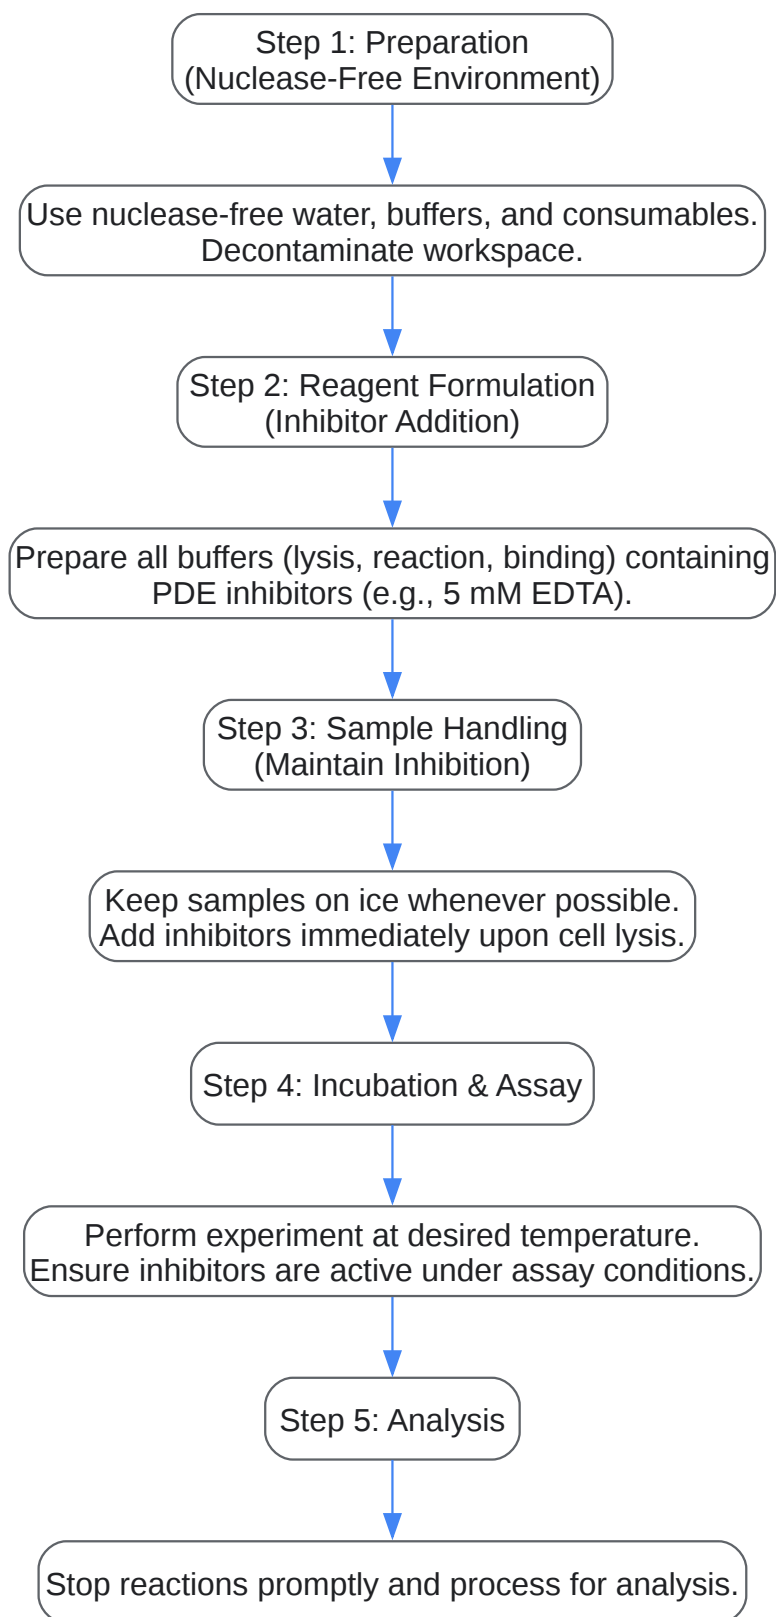 Step 1: Preparation
(Nuclease-Free Environment)
Use nuclease-free water, buffers, and consumables.
Decontaminate workspace.
Step 2: Reagent Formulation
(Inhibitor Addition)
Prepare all buffers (lysis, reaction, binding) containing
PDE inhibitors (e.g., 5 mM EDTA).
Step 3: Sample Handling
(Maintain Inhibition)
Keep samples on ice whenever possible.
Add inhibitors immediately upon cell lysis.
Step 4: Incubation & Assay
Perform experiment at desired temperature.
Ensure inhibitors are active under assay conditions.
Step 5: Analysis
Stop reactions promptly and process for analysis.